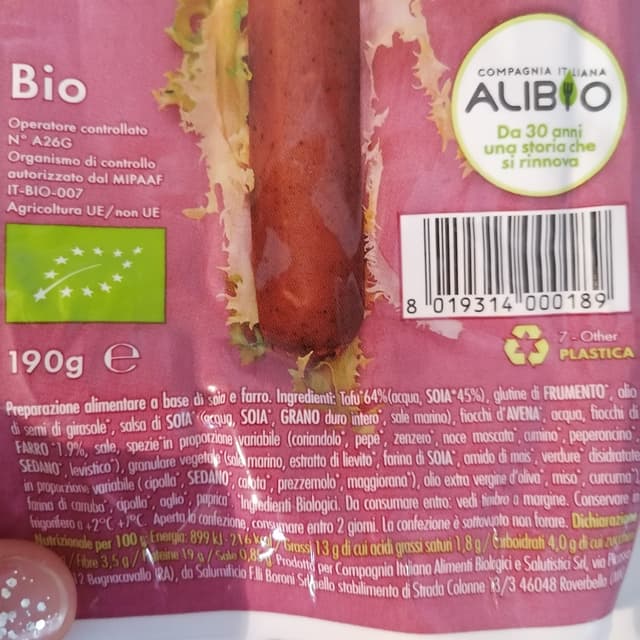 Bio
Operatore controllato
N° A26G
Organismo di controllo
autorizzato dal MIPAAF
IT-BIO-007
Agricoltura UE/non UE
COMPAGNIA ITALIANA
ALIBIO
Da 30 anni
una storia che
si rinnova
8 019314 000189
7 - Other
PLASTICA
190g e
Preparazione alimentare a base di soia e farro. Ingredienti: Tofu 64% (acqua, SOIA* 45%), glutine di FRUMENTO*, olio
di semi di girasole*, salsa di SOIA* (acqua, SOIA*, GRANO duro intero*, sale marino), fiocchi d'AVENA*, acqua, fiocchi di
FARRO* 1,9%, sale, spezie in proporzione variabile (coriandolo*, pepe*, zenzero*, noce moscata*, cumino*, peperoncino*,
SEDANO*, levistico*), granulare vegetale (sale marino, estratto di lievito*, farina di SOIA*, amido di mais*, verdure disidratate
in proporzione variabile (cipolla*, SEDANO*, carota*, prezzemolo*, maggiorana*), olio extra vergine d'oliva*, miso*, curcuma*
farina di carruba*, cipolla*, aglio*, paprica* *Ingredienti Biologici. Da consumare entro: vedi timbro a margine. Conservare
frigorifero a +2°C +7°C. Aperta la confezione, consumare entro 2 giorni. La confezione è sottovuoto non forare. Dichiarazione
Nutrizionale per 100 g Energia: 899 kJ - 216 kcal / Grassi 13 g di cui acidi grassi saturi 1,8 g / Carboidrati 4,0 g di cui zuccheri
/Fibre 3,5 g / Proteine 19 g / Sale 0,8 g Prodotto per Compagnia Italiana Alimenti Biologici e Salutistici Srl, via
12 Bagnacavallo (RA), da Salumificio F.lli Boroni Srl nello stabilimento di Strada Colonne 13/3 46048 Roverbella